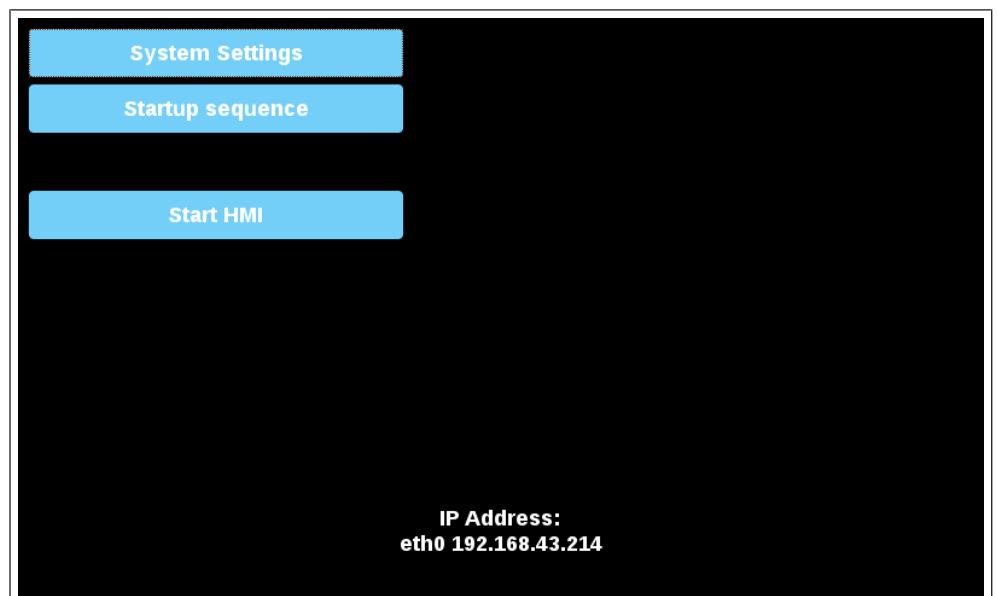 System Settings
Startup sequence
Start HMI
IP Address:
eth0 192.168.43.214